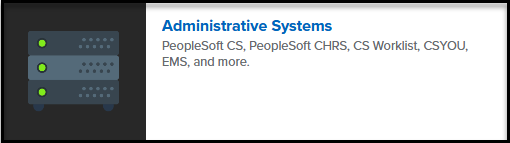 Administrative Systems
PeopleSoft CS, PeopleSoft CHRS, CS Worklist, CSYOU,
EMS, and more.